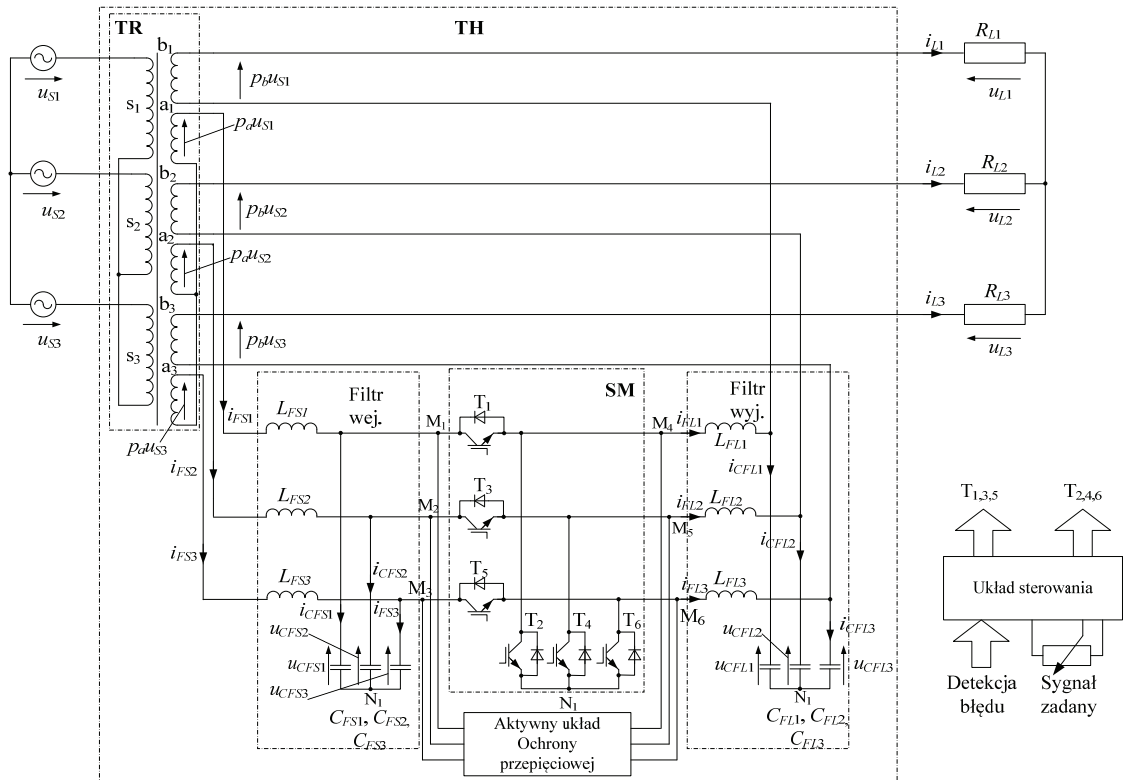 TR
TH
b1
iL1
RL1
uS1
pbuS1
uL1
s1
a1
pauS1
b2
iL2
RL2
uS2
pbuS2
uL2
s2
a2
pauS2
b3
iL3
RL3
uS3
pbuS3
uL3
s3
a3
pauS3
Filtr
wej.
SM
Filtr
wyj.
iFS1
LFS1
M1
T1
M4
iFL1
LFL1
iCFL1
iFS2
LFS2
M2
T3
iFL2
LFL2
M5
iCFL2
T1,3,5
T2,4,6
iFS3
LFS3
iCFS2
M3
T5
iFL3
LFL3
M6
iCFS1
iFS3
T2
T4
T6
iCFL3
Układ sterowania
uCFS2
uCFS1
uCFS3
uCFL2
uCFL1
uCFL3
N1
N1
CFS1, CFS2,
CFS3
CFL1, CFL2,
CFL3
Aktywny układ
Ochrony
przepięciowej
Detekcja
błędu
Sygnał
zadany